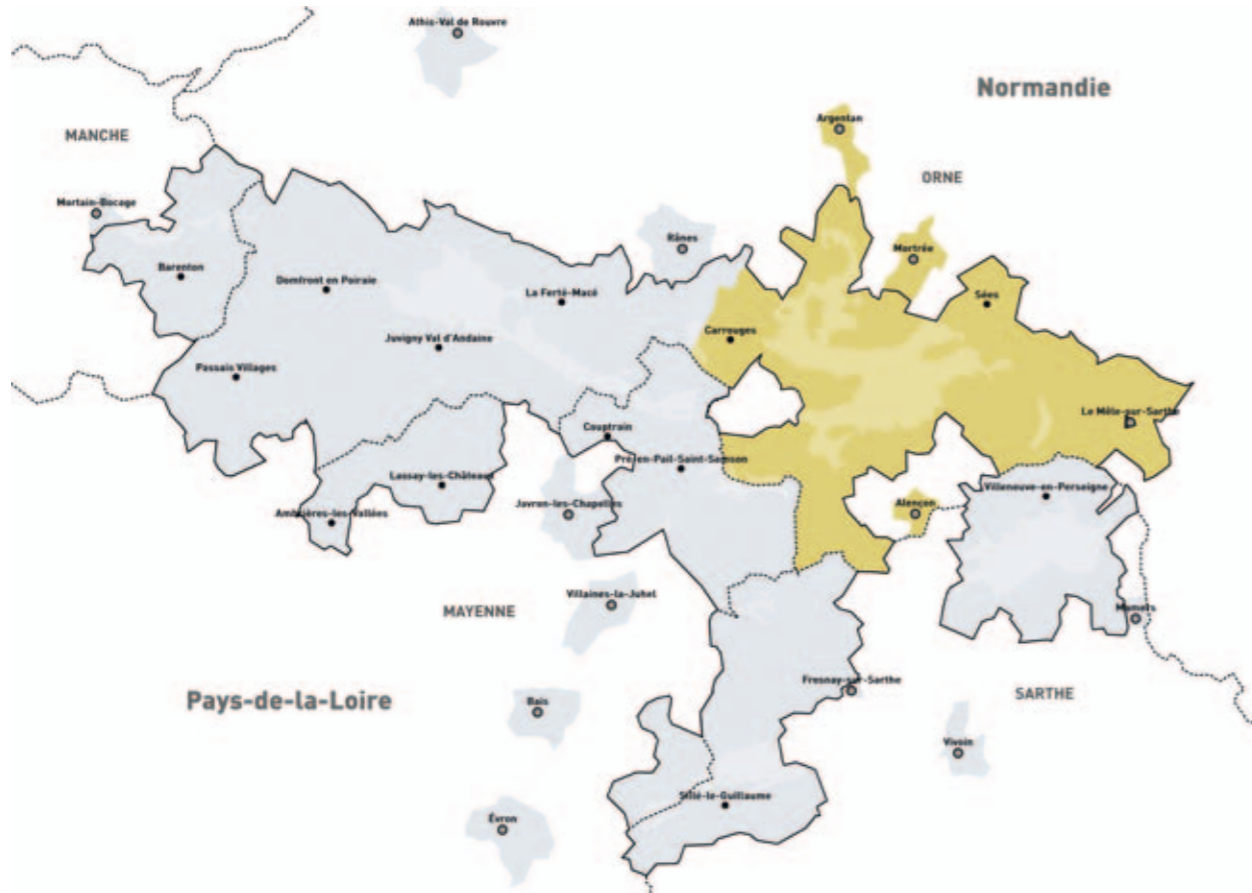 Athis-Val de Rouvre
Normandie
Argentan
MANCHE
ORNE
Mortain-Bocage
Rânes
Mortrée
Barenton
Domfront en Poiraie
La Ferté-Macé
Sées
Carrouges
Juvigny Val d'Andaine
Passais Villages
Le Mêle-sur-Sarthe
Couptrain
Pré-en-Pail-Saint-Samson
Lassay-les-Châteaux
Villeneuve-en-Perseigne
Javron-les-Chapelles
Alençon
Ambrières-les-Vallées
Villaines-la-Juhel
MAYENNE
Mamers
Fresnay-sur-Sarthe
Pays-de-la-Loire
SARTHE
Bais
Vivoin
Sillé-le-Guillaume
Évron